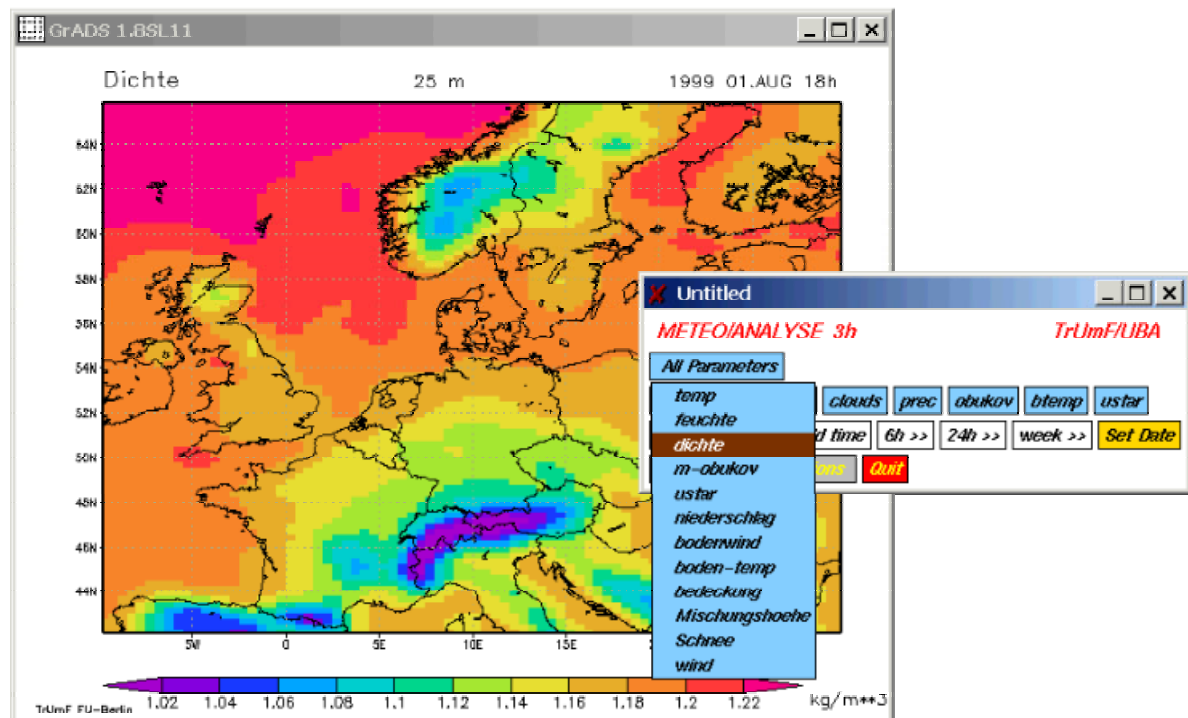 GrADS 1.8SL11
Dichte 25 m 1999 01.AUG 18h
64N
62N
60N
58N
56N
54N
52N
50N
48N
46N
44N
5W 0 5E 10E 15E
1.02 1.04 1.06 1.08 1.1 1.12 1.14 1.16 1.18 1.2 1.22 kg/m**3
TrUmF FU-Berlin
Untitled
METEO/ANALYSE 3h TrUmF/UBA
All Parameters
clouds prec obukov btemp ustar
time 6h >> 24h >> week >> Set Date
Quit
temp
feuchte
dichte
m-obukov
ustar
niederschlag
bodenwind
boden-temp
bedeckung
Mischungshoehe
Schnee
wind